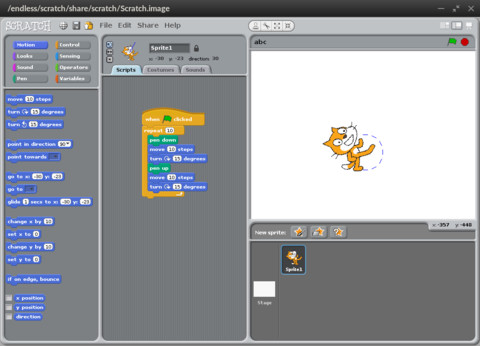 /endless/scratch/share/scratch/Scratch.image
SCRATCH File Edit Share Help
Motion Control
Looks Sensing
Sound Operators
Pen Variables
move 10 steps
turn 15 degrees
turn 15 degrees
point in direction 90
point towards
go to x: -30 y: -23
go to
glide 1 secs to x: -30 y: -23
change x by 10
set x to 0
change y by 10
set y to 0
if on edge, bounce
x position
y position
direction
Sprite1
x: -30 y: -23 direction: 30
Scripts Costumes Sounds
when clicked
repeat 10
pen down
move 10 steps
turn 15 degrees
pen up
move 10 steps
turn 15 degrees
abc
x: -357 y: -448
New sprite:
Sprite1
Stage